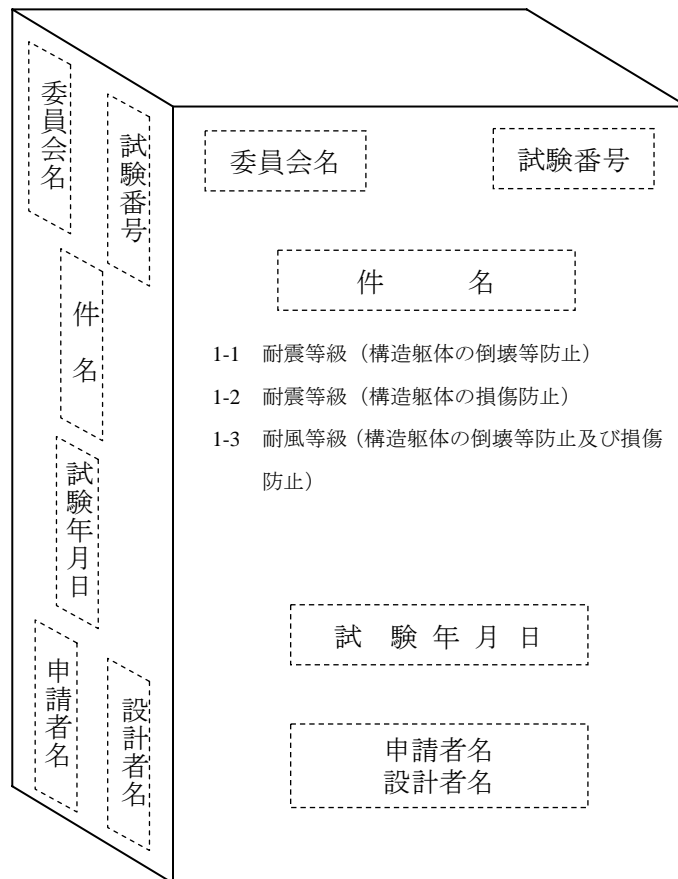 委員会名
試験番号
件 名
試験年月日
申請者名
設計者名
委員会名
試験番号
件 名
1-1 耐震等級（構造躯体の倒壊等防止）
1-2 耐震等級（構造躯体の損傷防止）
1-3 耐風等級（構造躯体の倒壊等防止及び損傷
防止）
試 験 年 月 日
申請者名
設計者名